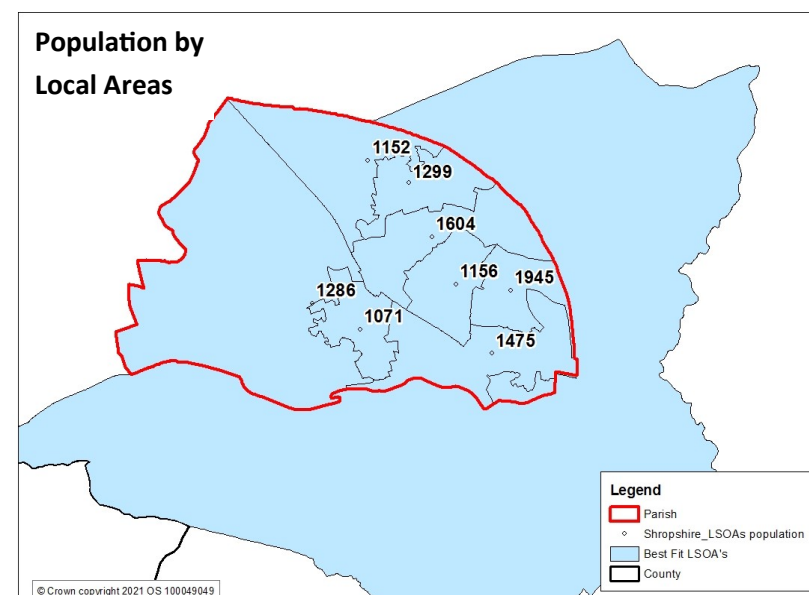 Population by
Local Areas
1152
1299
1604
1156
1945
1286
1071
1475
Legend
Parish
Shropshire_LSOAs population
Best Fit LSOA's
County
© Crown copyright 2021 OS 100049049